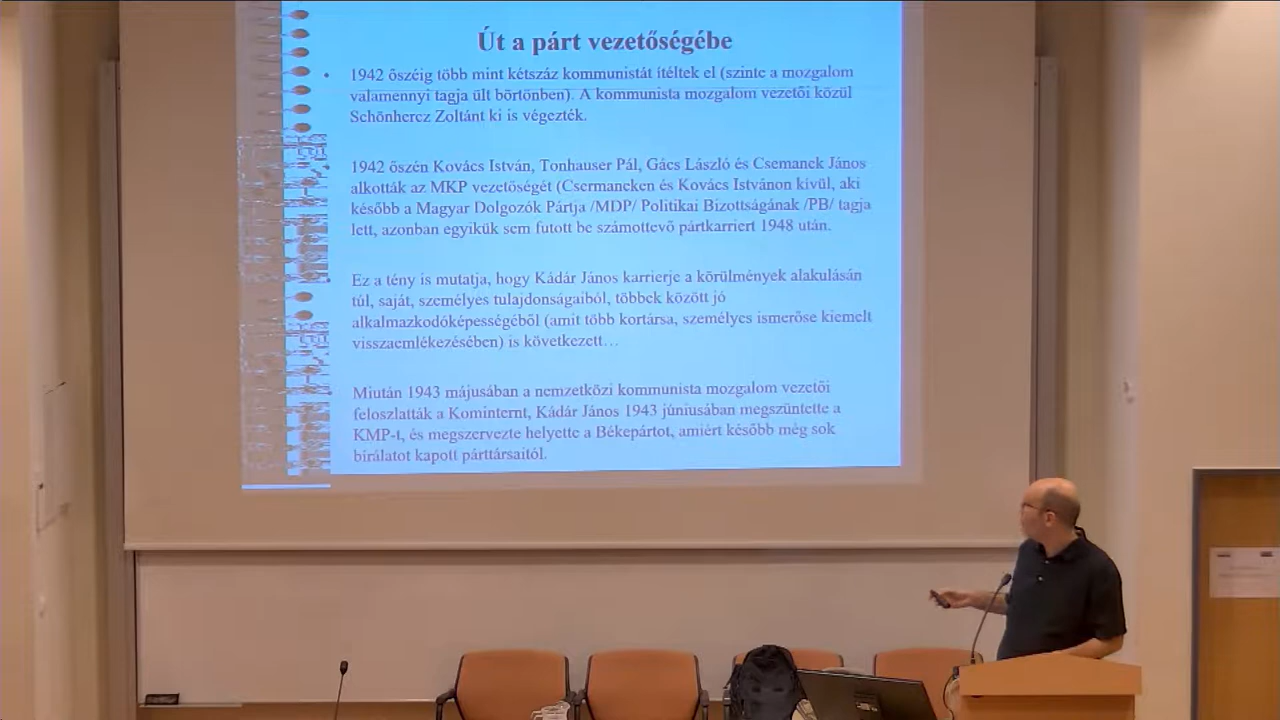 Út a párt vezetőségébe
• 1942 őszéig több mint kétszáz kommunistát ítéltek el (szinte a mozgalom
valamennyi tagja ült börtönben). A kommunista mozgalom vezetői közül
Schönhercz Zoltánt ki is végezték.
1942 őszén Kovács István, Tonhauser Pál, Gács László és Csemanek János
alkották az MKP vezetőségét (Csermaneken és Kovács Istvánon kívül, aki
később a Magyar Dolgozók Pártja /MDP/ Politikai Bizottságának /PB/ tagja
lett, azonban egyikük sem futott be számottevő pártkarriert 1948 után.
Ez a tény is mutatja, hogy Kádár János karrierje a körülmények alakulásán
túl, saját, személyes tulajdonságaiból, többek között jó
alkalmazkodóképességéből (amit több kortársa, személyes ismerőse kiemelt
visszaemlékezésében) is következett…
Miután 1943 májusában a nemzetközi kommunista mozgalom vezetői
feloszlatták a Kominternt, Kádár János 1943 júniusában megszüntette a
KMP-t, és megszervezte helyette a Békepártot, amiért később még sok
bírálatot kapott párttársaitól.